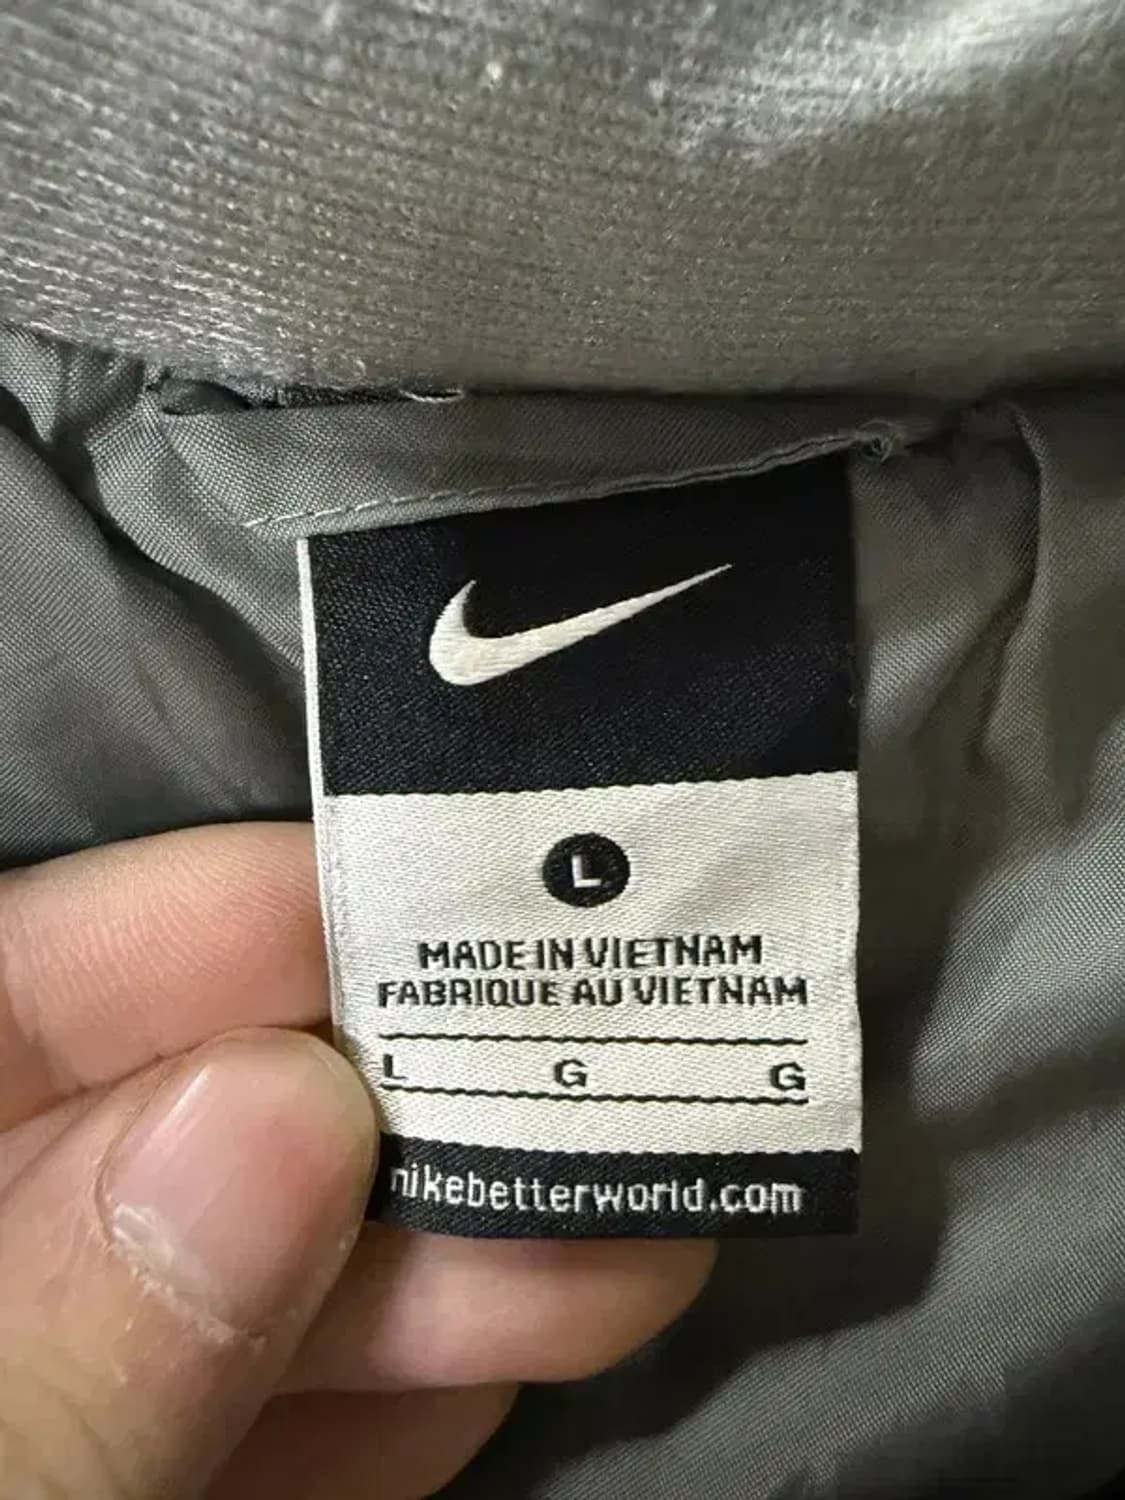 L
MADE IN VIETNAM
FABRIQUE AU VIETNAM
L G G
nikebetterworld.com